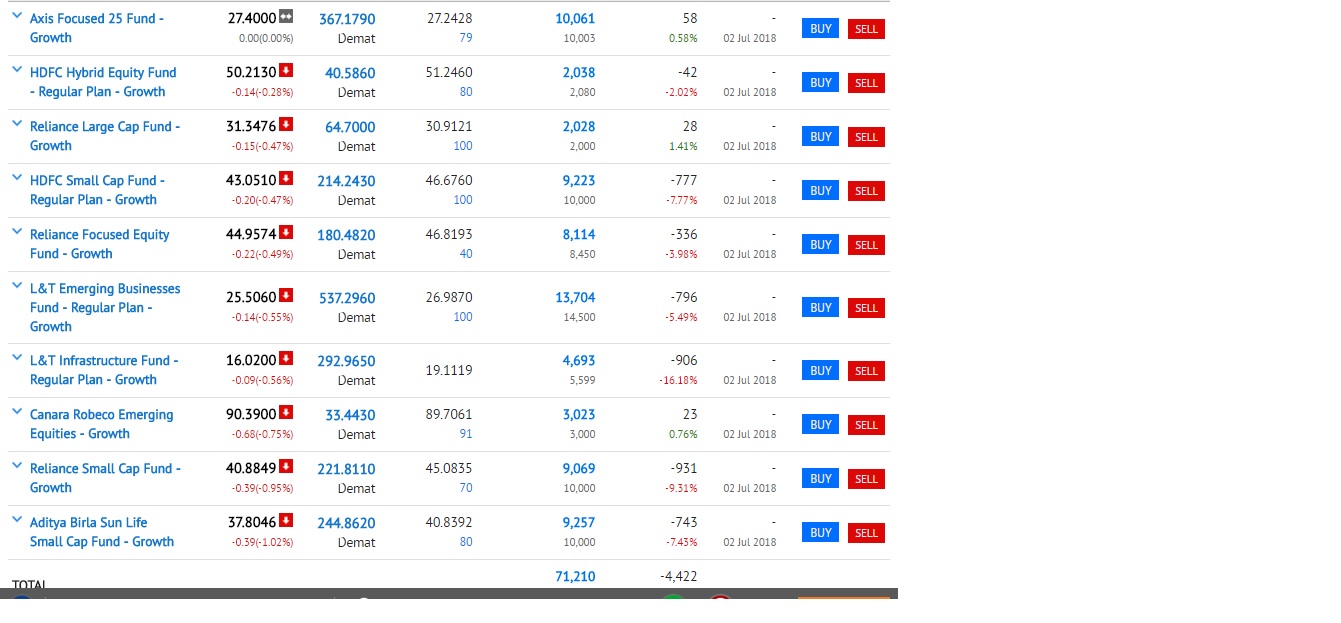 Axis Focused 25 Fund - 27.4000 367.1790 27.2428 10,061 58 - BUY SELL
Growth 0.00(0.00%) Demat 79 10,003 0.58% 02 Jul 2018
HDFC Hybrid Equity Fund 50.2130 40.5860 51.2460 2,038 -42 - BUY SELL
- Regular Plan - Growth -0.14(-0.28%) Demat 80 2,080 -2.02% 02 Jul 2018
Reliance Large Cap Fund - 31.3476 64.7000 30.9121 2,028 28 - BUY SELL
Growth -0.15(-0.47%) Demat 100 2,000 1.41% 02 Jul 2018
HDFC Small Cap Fund - 43.0510 214.2430 46.6760 9,223 -777 - BUY SELL
Regular Plan - Growth -0.20(-0.47%) Demat 100 10,000 -7.77% 02 Jul 2018
Reliance Focused Equity 44.9574 180.4820 46.8193 8,114 -336 - BUY SELL
Fund - Growth -0.22(-0.49%) Demat 40 8,450 -3.98% 02 Jul 2018
L&T Emerging Businesses
Fund - Regular Plan - 25.5060 537.2960 26.9870 13,704 -796 - BUY SELL
Growth -0.14(-0.55%) Demat 100 14,500 -5.49% 02 Jul 2018
L&T Infrastructure Fund - 16.0200 292.9650 19.1119 4,693 -906 - BUY SELL
Regular Plan - Growth -0.09(-0.56%) Demat 5,599 -16.18% 02 Jul 2018
Canara Robeco Emerging 90.3900 33.4430 89.7061 3,023 23 - BUY SELL
Equities - Growth -0.68(-0.75%) Demat 91 3,000 0.76% 02 Jul 2018
Reliance Small Cap Fund - 40.8849 221.8110 45.0835 9,069 -931 - BUY SELL
Growth -0.39(-0.95%) Demat 70 10,000 -9.31% 02 Jul 2018
Aditya Birla Sun Life 37.8046 244.8620 40.8392 9,257 -743 - BUY SELL
Small Cap Fund - Growth -0.39(-1.02%) Demat 80 10,000 -7.43% 02 Jul 2018
TOTAL 71,210 -4,422